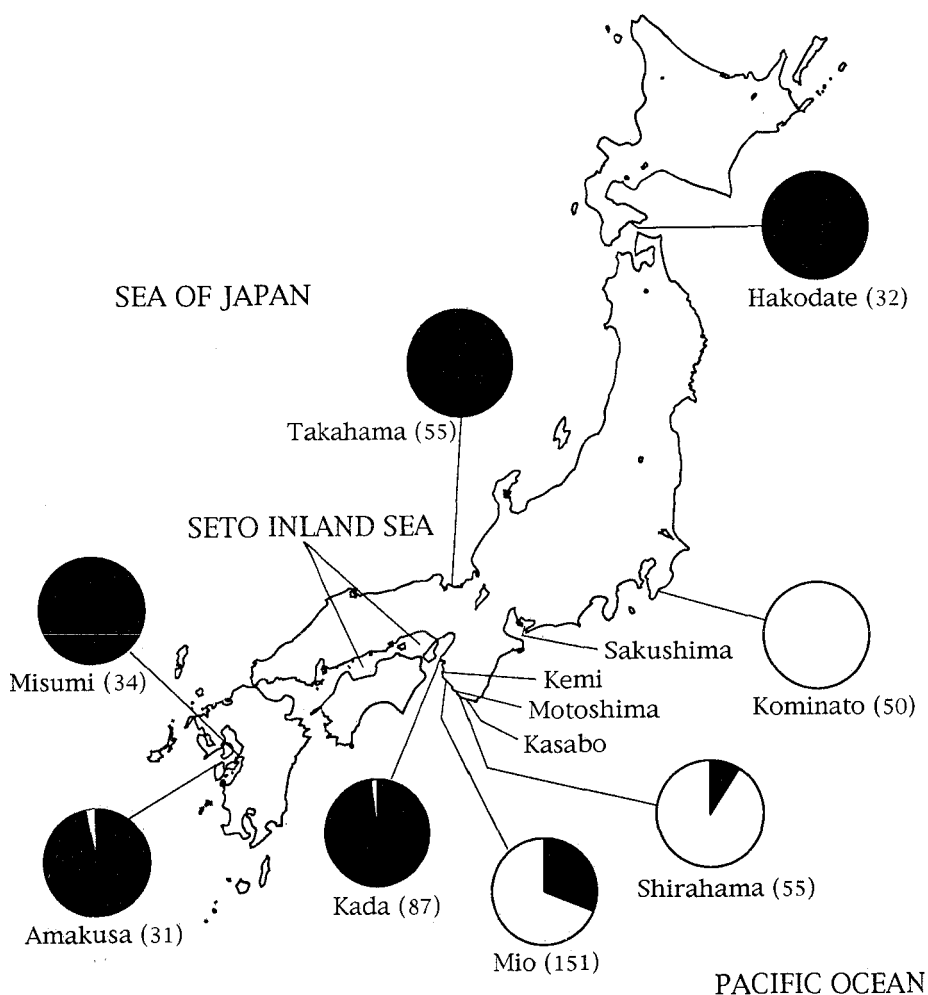 Hakodate (32)
SEA OF JAPAN
Takahama (55)
SETO INLAND SEA
Misumi (34)
Sakushima
Kemi
Motoshima
Kasabo
Kominato (50)
Amakusa (31)
Kada (87)
Mio (151)
Shirahama (55)
PACIFIC OCEAN